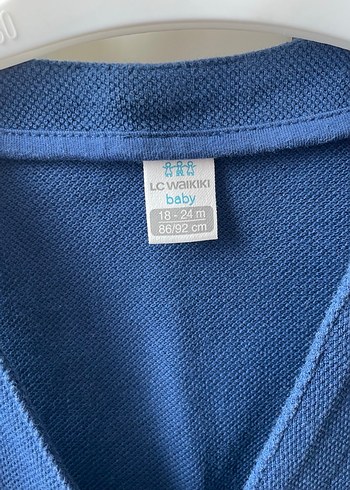 LC WAIKIKI
baby
18 - 24 m
86/92 cm